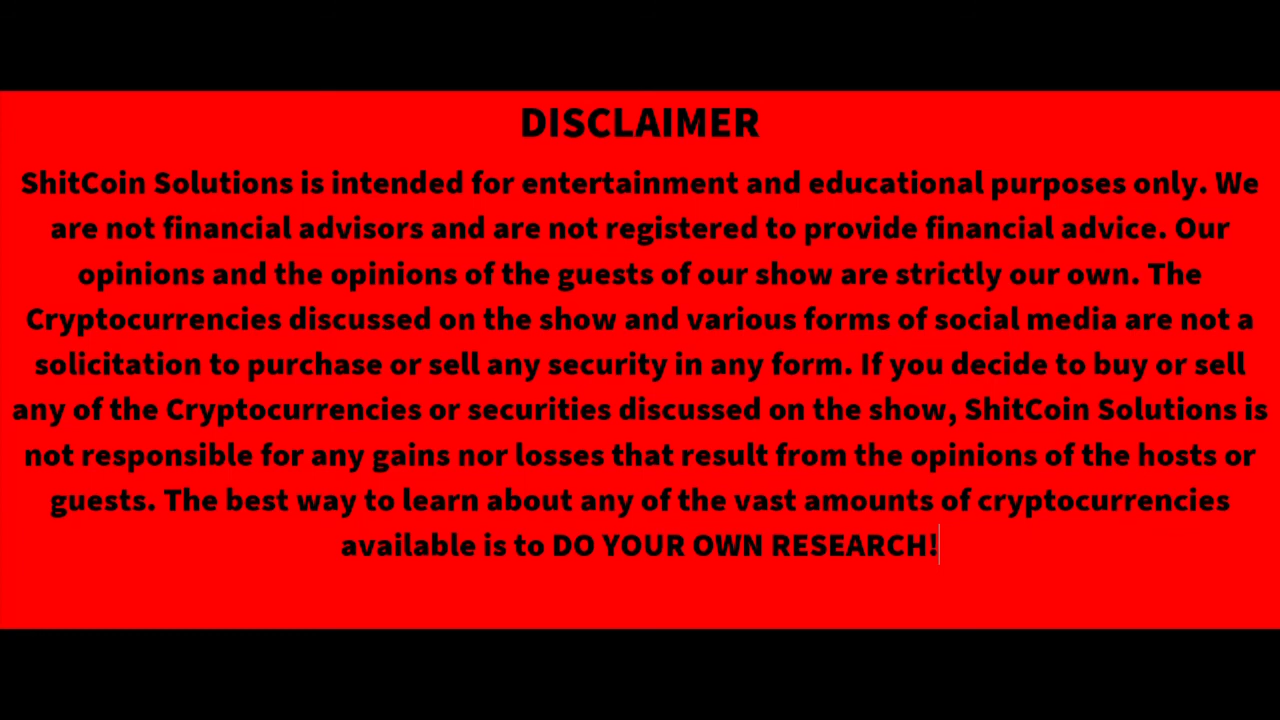 DISCLAIMER
ShitCoin Solutions is intended for entertainment and educational purposes only. We
are not financial advisors and are not registered to provide financial advice. Our
opinions and the opinions of the guests of our show are strictly our own. The
Cryptocurrencies discussed on the show and various forms of social media are not a
solicitation to purchase or sell any security in any form. If you decide to buy or sell
any of the Cryptocurrencies or securities discussed on the show, ShitCoin Solutions is
not responsible for any gains nor losses that result from the opinions of the hosts or
guests. The best way to learn about any of the vast amounts of cryptocurrencies
available is to DO YOUR OWN RESEARCH!